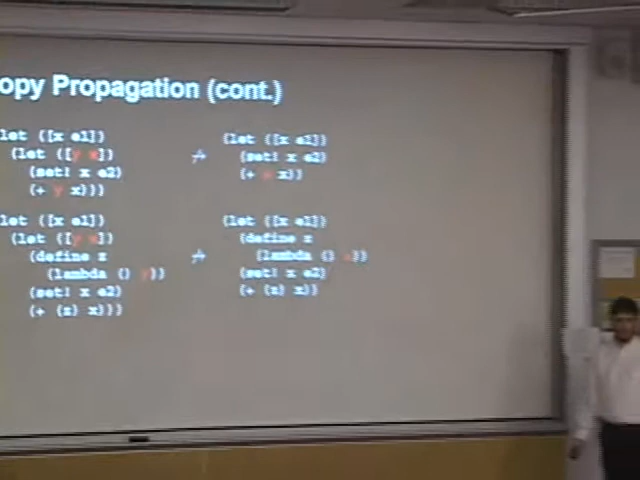 opy Propagation (cont.)
let ([x e1])
(let ([y x])
(set! x e2)
(+ y x)))
↛
(let ([x e1])
(set! x e2)
(+ x x))
let ([x e1])
(let ([y x])
(define z
(lambda () y))
(set! x e2)
(+ (z) x)))
↛
(let ([x e1])
(define z
(lambda () x))
(set! x e2)
(+ (z) x))